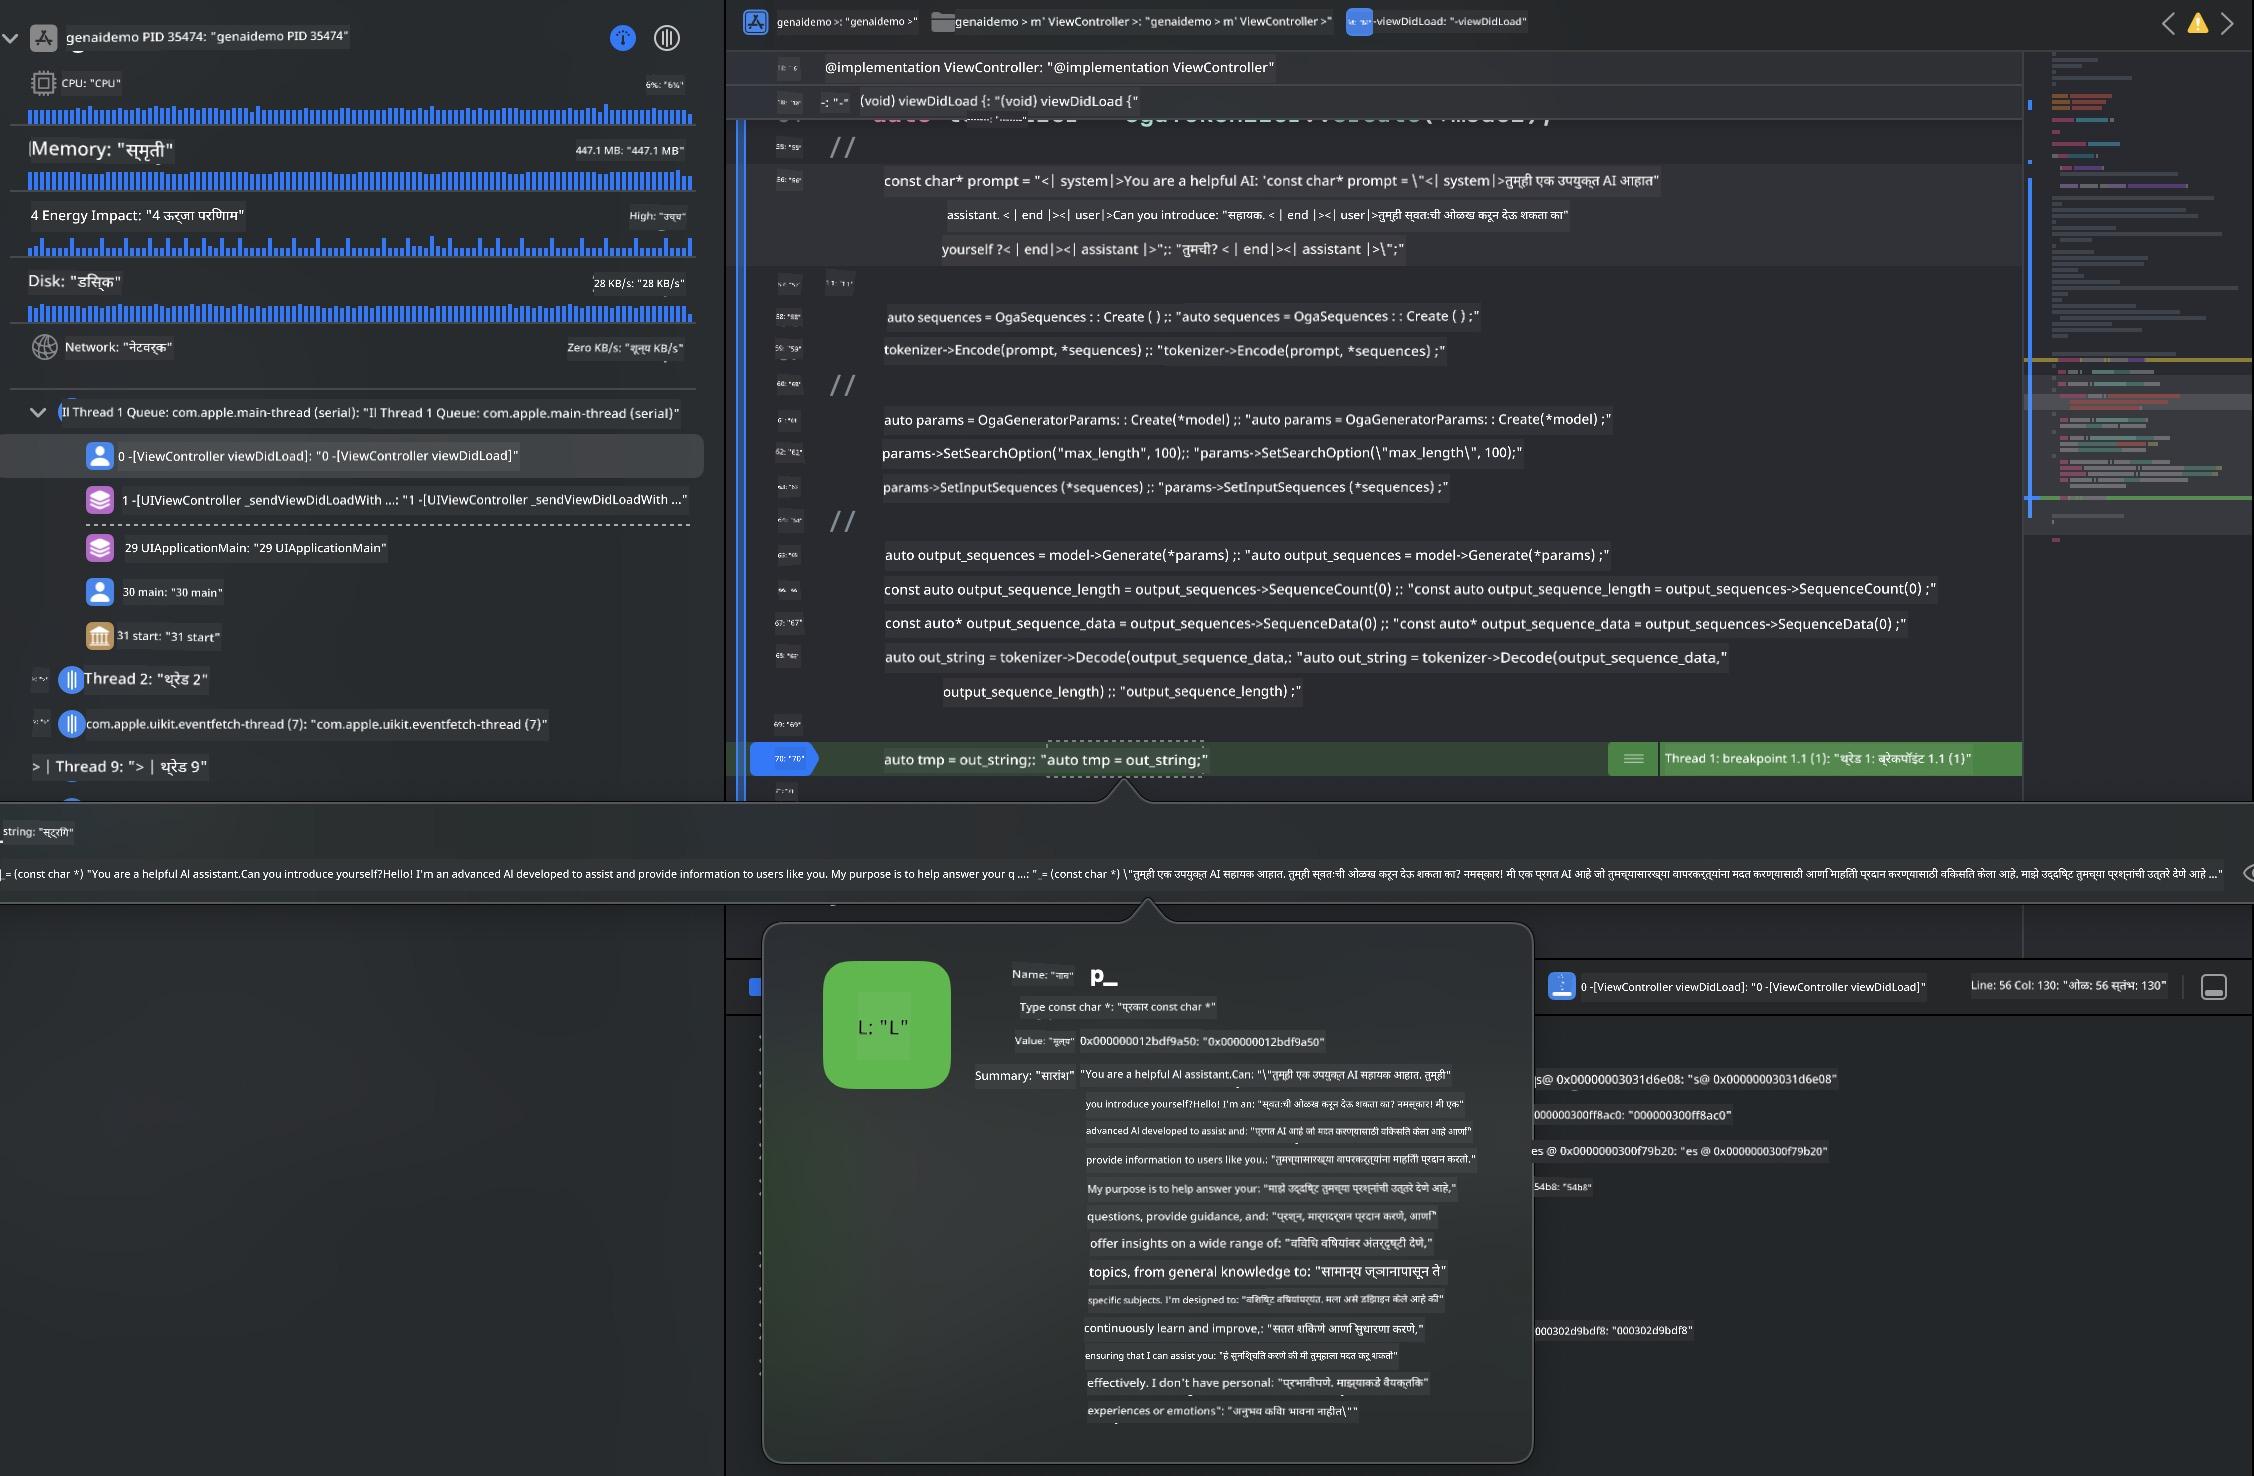 genaidemo PID 35474: "genaidemo PID 35474"
CPU: "CPU"
6%: "6%"
Memory: "स्मृती"
447.1 MB: "447.1 MB"
4 Energy Impact: "4 ऊर्जा परिणाम"
High: "उच्च"
Disk: "डिस्क"
28 KB/s: "28 KB/s"
Network: "नेटवर्क"
Zero KB/s: "शून्य KB/s"
Il Thread 1 Queue: com.apple.main-thread (serial): "Il Thread 1 Queue: com.apple.main-thread (serial)"
0 -[ViewController viewDidLoad]: "0 -[ViewController viewDidLoad]"
1 -[UIViewController _sendViewDidLoadWith ...: "1 -[UIViewController _sendViewDidLoadWith ..."
29 UIApplicationMain: "29 UIApplicationMain"
30 main: "30 main"
31 start: "31 start"
Thread 2: "थ्रेड 2"
com.apple.uikit.eventfetch-thread (7): "com.apple.uikit.eventfetch-thread (7)"
> | Thread 9: "> | थ्रेड 9"
genaidemo >: "genaidemo >"
genaidemo > m' ViewController >: "genaidemo > m' ViewController >"
-viewDidLoad: "-viewDidLoad"
@implementation ViewController: "@implementation ViewController"
-: "-" (void) viewDidLoad {: "(void) viewDidLoad {"
55: "55" //
56: "56" const char* prompt = "<| system|>You are a helpful AI: 'const char* prompt = \"<| system|>तुम्ही एक उपयुक्त AI आहात"
assistant. < | end |><| user|>Can you introduce: "सहायक. < | end |><| user|>तुम्ही स्वतःची ओळख करून देऊ शकता का"
yourself ?< | end|><| assistant |>";: "तुमची? < | end|><| assistant |>\";"
auto sequences = OgaSequences : : Create ( ) ;: "auto sequences = OgaSequences : : Create ( ) ;"
59: "59" tokenizer->Encode(prompt, *sequences) ;: "tokenizer->Encode(prompt, *sequences) ;"
//
auto params = OgaGeneratorParams: : Create(*model) ;: "auto params = OgaGeneratorParams: : Create(*model) ;"
params->SetSearchOption("max_length", 100);: "params->SetSearchOption(\"max_length\", 100);"
params->SetInputSequences (*sequences) ;: "params->SetInputSequences (*sequences) ;"
//
auto output_sequences = model->Generate(*params) ;: "auto output_sequences = model->Generate(*params) ;"
const auto output_sequence_length = output_sequences->SequenceCount(0) ;: "const auto output_sequence_length = output_sequences->SequenceCount(0) ;"
67: "67" const auto* output_sequence_data = output_sequences->SequenceData(0) ;: "const auto* output_sequence_data = output_sequences->SequenceData(0) ;"
auto out_string = tokenizer->Decode(output_sequence_data,: "auto out_string = tokenizer->Decode(output_sequence_data,"
output_sequence_length) ;: "output_sequence_length) ;"
69: "69"
70: "70" auto tmp = out_string;: "auto tmp = out_string;"
Thread 1: breakpoint 1.1 (1): "थ्रेड 1: ब्रेकपॉइंट 1.1 (1)"
string: "स्ट्रिंग"
_= (const char *) "You are a helpful AI assistant.Can you introduce yourself?Hello! I'm an advanced AI developed to assist and provide information to users like you. My purpose is to help answer your q ...: "_= (const char *) \"तुम्ही एक उपयुक्त AI सहायक आहात. तुम्ही स्वतःची ओळख करून देऊ शकता का? नमस्कार! मी एक प्रगत AI आहे जो तुमच्यासारख्या वापरकर्त्यांना मदत करण्यासाठी आणि माहिती प्रदान करण्यासाठी विकसित केला आहे. माझे उद्दिष्ट तुमच्या प्रश्नांची उत्तरे देणे आहे ..."
L: "L"
Name: "नाव" p_
Type const char *: "प्रकार const char *"
Value: "मूल्य" 0x000000012bdf9a50: "0x000000012bdf9a50"
Summary: "सारांश" "You are a helpful AI assistant.Can: "\"तुम्ही एक उपयुक्त AI सहायक आहात. तुम्ही"
you introduce yourself?Hello! I'm an: "स्वतःची ओळख करून देऊ शकता का? नमस्कार! मी एक"
advanced AI developed to assist and: "प्रगत AI आहे जो मदत करण्यासाठी विकसित केला आहे आणि"
provide information to users like you.: "तुमच्यासारख्या वापरकर्त्यांना माहिती प्रदान करतो."
My purpose is to help answer your: "माझे उद्दिष्ट तुमच्या प्रश्नांची उत्तरे देणे आहे,"
questions, provide guidance, and: "प्रश्न, मार्गदर्शन प्रदान करणे, आणि"
offer insights on a wide range of: "विविध विषयांवर अंतर्दृष्टी देणे,"
topics, from general knowledge to: "सामान्य ज्ञानापासून ते"
specific subjects. I'm designed to: "विशिष्ट विषयांपर्यंत. मला असे डिझाइन केले आहे की"
continuously learn and improve,: "सतत शिकणे आणि सुधारणा करणे,"
ensuring that I can assist you: "हे सुनिश्चित करणे की मी तुम्हाला मदत करू शकतो"
effectively. I don't have personal: "प्रभावीपणे. माझ्याकडे वैयक्तिक"
experiences or emotions": "अनुभव किंवा भावना नाहीत\""
0 -[ViewController viewDidLoad]: "0 -[ViewController viewDidLoad]"
Line: 56 Col: 130: "ओळ: 56 स्तंभ: 130"
s@ 0x00000003031d6e08: "s@ 0x00000003031d6e08"
000000300ff8ac0: "000000300ff8ac0"
es @ 0x0000000300f79b20: "es @ 0x0000000300f79b20"
54b8: "54b8"
000302d9bdf8: "000302d9bdf8"